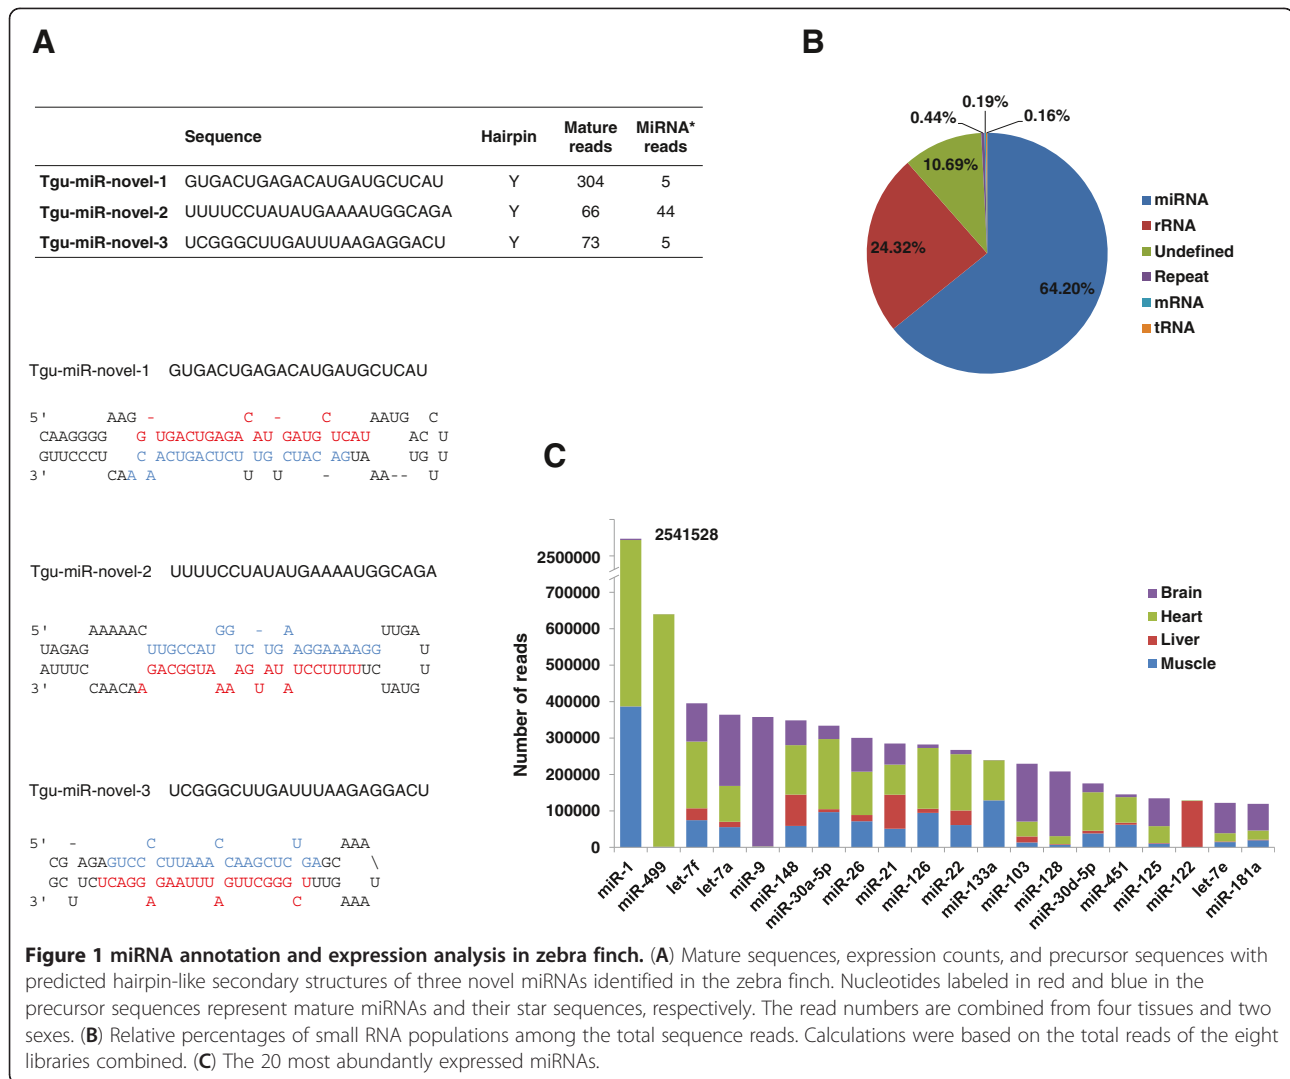 A
Sequence Hairpin Mature reads MiRNA* reads
Tgu-miR-novel-1 GUGACUGAGACAUGAUGCUCAU Y 304 5
Tgu-miR-novel-2 UUUUCCUAUAUGAAAAUGGCAGA Y 66 44
Tgu-miR-novel-3 UCGGGCUUGAUUUAAGAGGACU Y 73 5
Tgu-miR-novel-1 GUGACUGAGACAUGAUGCUCAU
5' AAG - C - C AAUG C
CAAGGGG G UGACUGAGA AU GAUG UCAU AC U
GUUCCCU C ACUGACUCU UG CUAC AGUA UG U
3' CAA A U U - AA-- U
Tgu-miR-novel-2 UUUUCCUAUAUGAAAAUGGCAGA
5' AAAAAC GG - A UUGA
UAGAG UUGCCAU UC UG AGGAAAAGG U
AUUUC GACGGUA AG AU UCCUUUUUC U
3' CAACAA AA U A UAUG
Tgu-miR-novel-3 UCGGGCUUGAUUUAAGAGGACU
5' - C C U AAA
CG AGAGUCC CUUAAA CAAGCUC GAGC \
GC UCUCAGG GAAUUU GUUCGGG UUUG U
3' U A A C AAA
B
0.19%
0.44% 0.16%
10.69%
24.32%
64.20%
miRNA
rRNA
Undefined
Repeat
mRNA
tRNA
C
2541528
Number of reads
2500000
700000
600000
500000
400000
300000
200000
100000
0
Brain
Heart
Liver
Muscle
miR-1 miR-499 let-7f let-7a miR-9 miR-148 miR-30a-5p miR-26 miR-21 miR-126 miR-22 miR-133a miR-103 miR-128 miR-30d-5p miR-451 miR-125 miR-122 let-7e miR-181a
Figure 1 miRNA annotation and expression analysis in zebra finch. (A) Mature sequences, expression counts, and precursor sequences with
predicted hairpin-like secondary structures of three novel miRNAs identified in the zebra finch. Nucleotides labeled in red and blue in the
precursor sequences represent mature miRNAs and their star sequences, respectively. The read numbers are combined from four tissues and two
sexes. (B) Relative percentages of small RNA populations among the total sequence reads. Calculations were based on the total reads of the eight
libraries combined. (C) The 20 most abundantly expressed miRNAs.